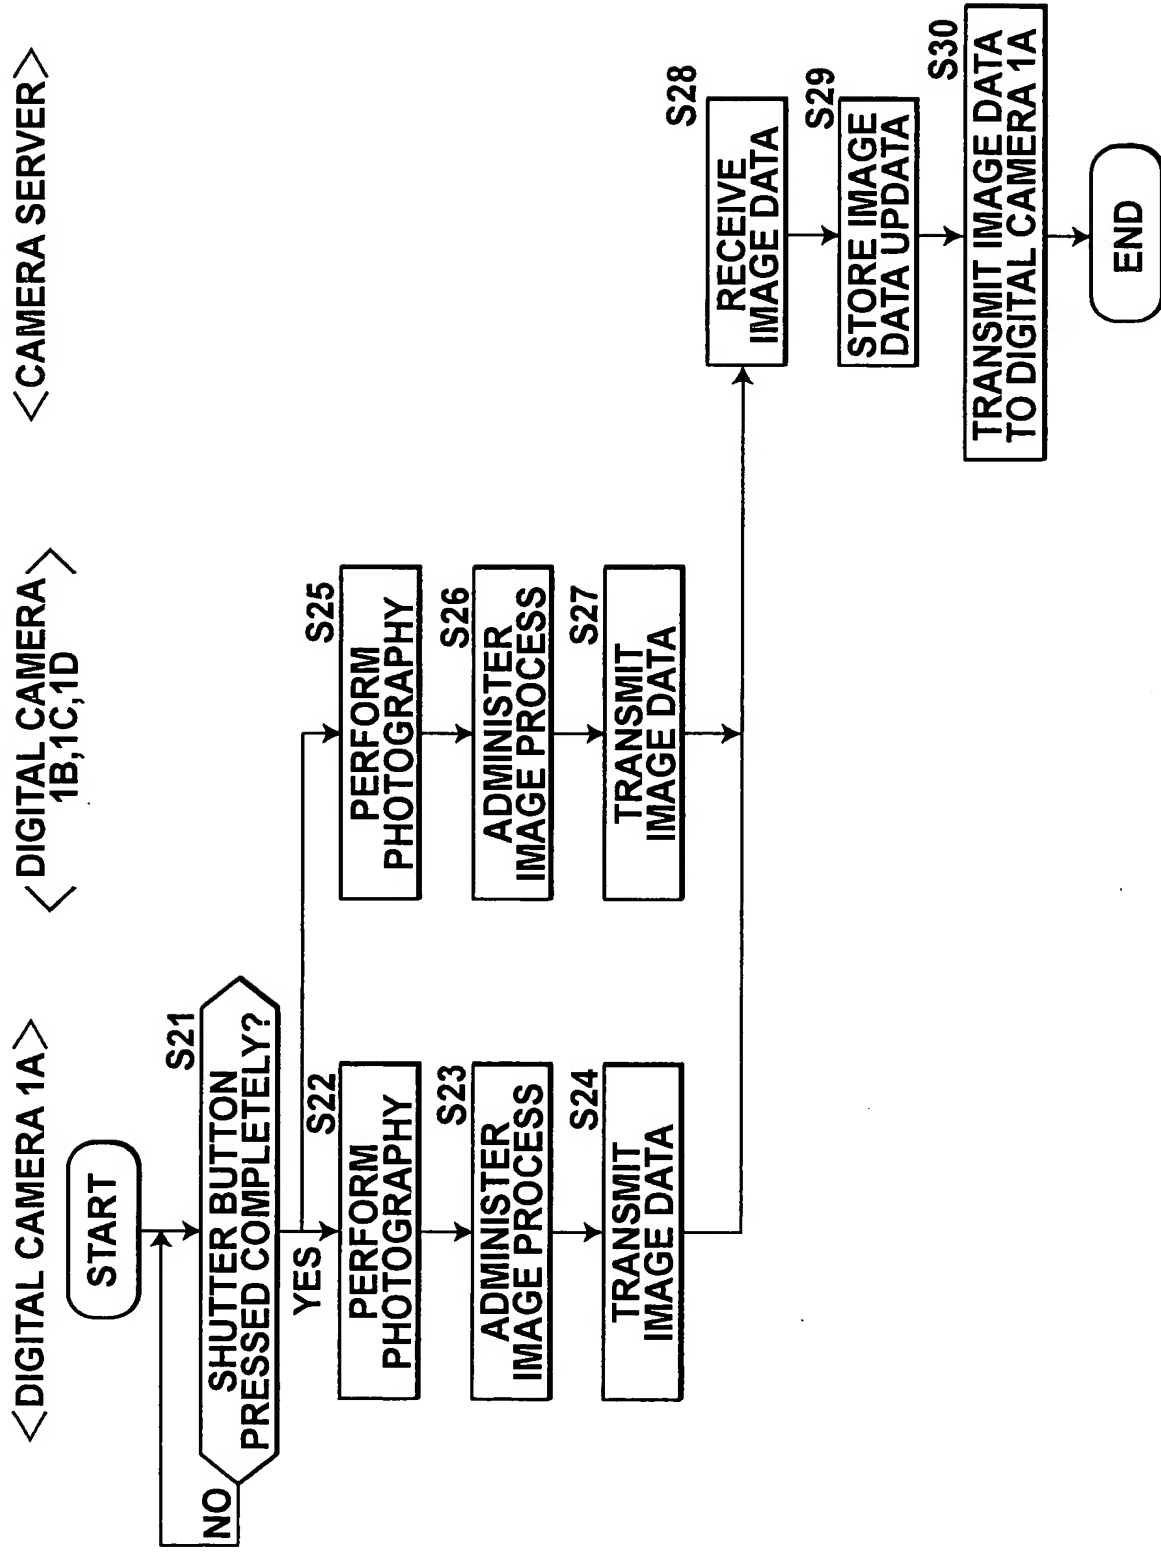 <DIGITAL CAMERA 1A>
START
S21
SHUTTER BUTTON
PRESSED COMPLETELY?
NO
YES
S22
PERFORM
PHOTOGRAPHY
S23
ADMINISTER
IMAGE PROCESS
S24
TRANSMIT
IMAGE DATA
<DIGITAL CAMERA>
1B,1C,1D
S25
PERFORM
PHOTOGRAPHY
S26
ADMINISTER
IMAGE PROCESS
S27
TRANSMIT
IMAGE DATA
<CAMERA SERVER>
S28
RECEIVE
IMAGE DATA
S29
STORE IMAGE
DATA UPDATA
S30
TRANSMIT IMAGE DATA
TO DIGITAL CAMERA 1A
END